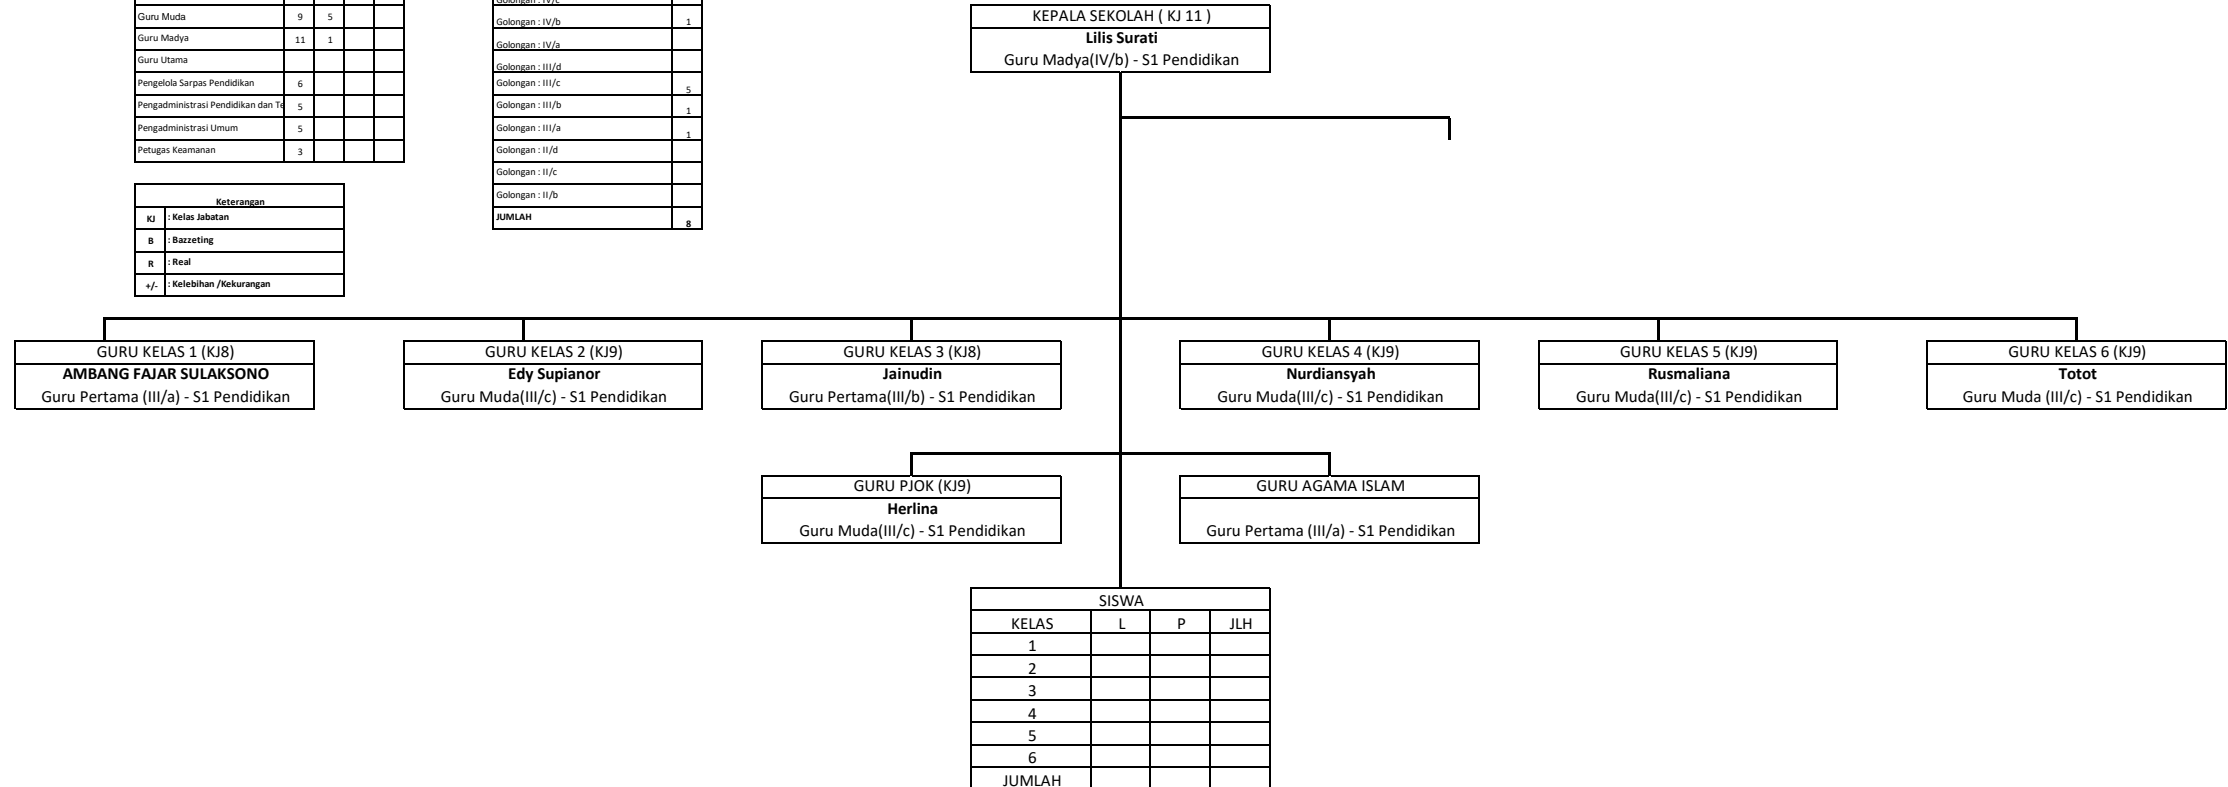 Guru Muda 9 5
Guru Madya 11 1
Guru Utama
Pengelola Sarpas Pendidikan 6
Pengadministrasi Pendidikan dan Te 5
Pengadministrasi Umum 5
Petugas Keamanan 3
Keterangan
KJ : Kelas Jabatan
B : Bazzeting
R : Real
+/- : Kelebihan /Kekurangan
Golongan : IV/c
Golongan : IV/b 1
Golongan : IV/a
Golongan : III/d
Golongan : III/c 5
Golongan : III/b 1
Golongan : III/a 1
Golongan : II/d
Golongan : II/c
Golongan : II/b
JUMLAH 8
KEPALA SEKOLAH ( KJ 11 )
Lilis Surati
Guru Madya(IV/b) - S1 Pendidikan
GURU KELAS 1 (KJ8)
AMBANG FAJAR SULAKSONO
Guru Pertama (III/a) - S1 Pendidikan
GURU KELAS 2 (KJ9)
Edy Supianor
Guru Muda(III/c) - S1 Pendidikan
GURU KELAS 3 (KJ8)
Jainudin
Guru Pertama(III/b) - S1 Pendidikan
GURU KELAS 4 (KJ9)
Nurdiansyah
Guru Muda(III/c) - S1 Pendidikan
GURU KELAS 5 (KJ9)
Rusmaliana
Guru Muda(III/c) - S1 Pendidikan
GURU KELAS 6 (KJ9)
Totot
Guru Muda (III/c) - S1 Pendidikan
GURU PJOK (KJ9)
Herlina
Guru Muda(III/c) - S1 Pendidikan
GURU AGAMA ISLAM
Guru Pertama (III/a) - S1 Pendidikan
SISWA
KELAS L P JLH
1
2
3
4
5
6
JUMLAH